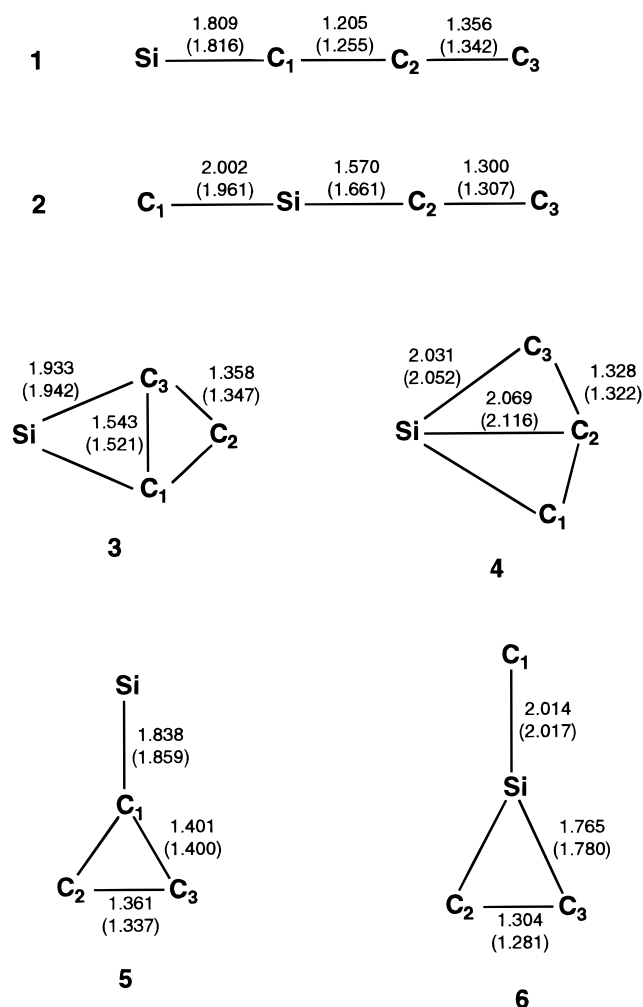 1.809 1.205 1.356
(1.816) (1.255) (1.342)
1 Si C₁ C₂ C₃
2.002 1.570 1.300
(1.961) (1.661) (1.307)
2 C₁ Si C₂ C₃
1.933
(1.942)
C₃
1.358
(1.347)
1.543
(1.521)
Si
C₂
C₁
3
2.031
(2.052)
C₃
1.328
(1.322)
2.069
(2.116)
Si
C₂
C₁
4
Si
1.838
(1.859)
C₁
1.401
(1.400)
C₂ C₃
1.361
(1.337)
5
C₁
2.014
(2.017)
Si
1.765
(1.780)
C₂ C₃
1.304
(1.281)
6